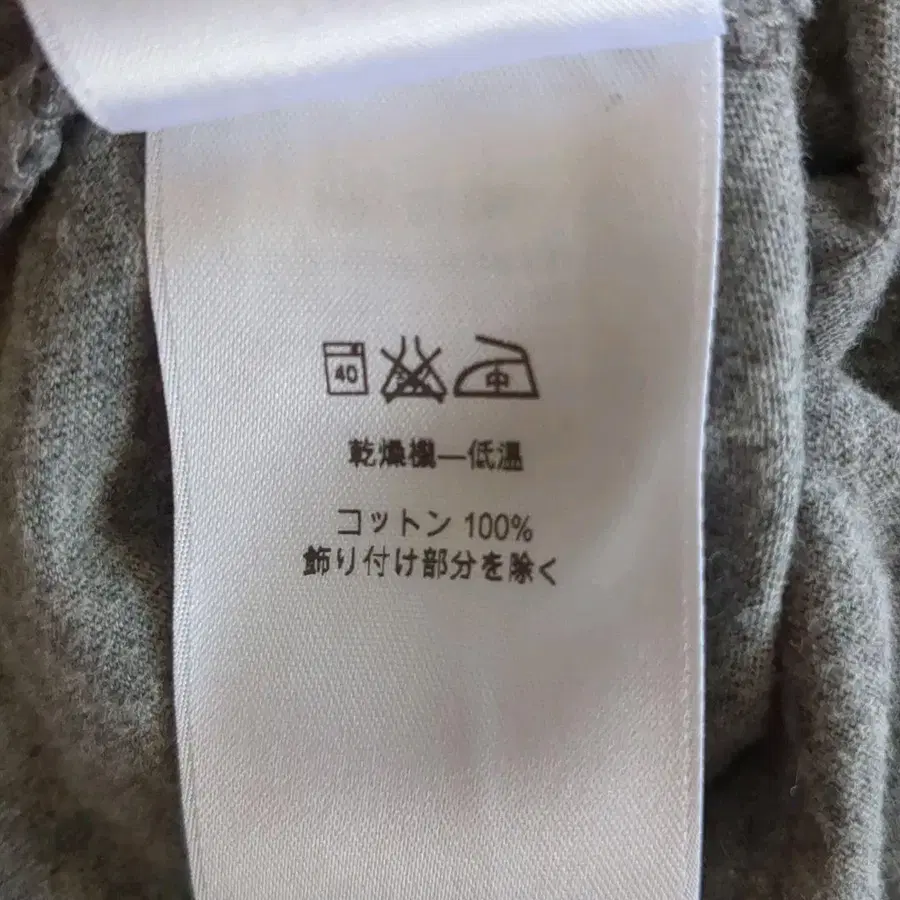 40 中
乾燥機—低温
コットン 100%
飾り付け部分を除く